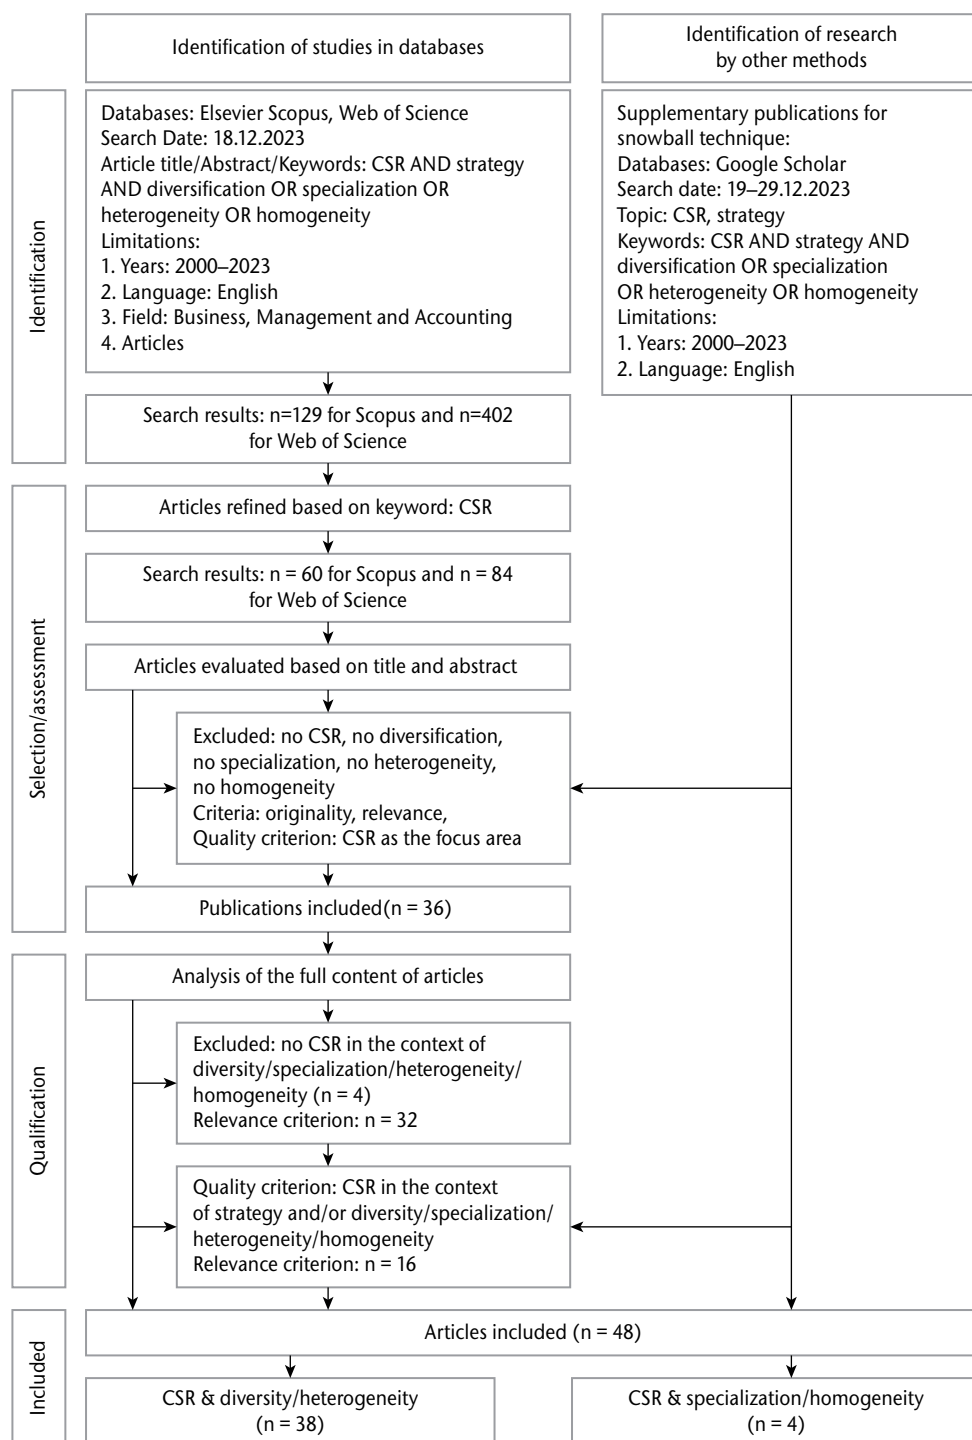 Identification of studies in databases
Identification of research
by other methods
Identification
Databases: Elsevier Scopus, Web of Science
Search Date: 18.12.2023
Article title/Abstract/Keywords: CSR AND strategy
AND diversification OR specialization OR
heterogeneity OR homogeneity
Limitations:
1. Years: 2000–2023
2. Language: English
3. Field: Business, Management and Accounting
4. Articles
Supplementary publications for
snowball technique:
Databases: Google Scholar
Search date: 19–29.12.2023
Topic: CSR, strategy
Keywords: CSR AND strategy AND
diversification OR specialization
OR heterogeneity OR homogeneity
Limitations:
1. Years: 2000–2023
2. Language: English
Search results: n=129 for Scopus and n=402
for Web of Science
Selection/assessment
Articles refined based on keyword: CSR
Search results: n = 60 for Scopus and n = 84
for Web of Science
Articles evaluated based on title and abstract
Excluded: no CSR, no diversification,
no specialization, no heterogeneity,
no homogeneity
Criteria: originality, relevance,
Quality criterion: CSR as the focus area
Publications included(n = 36)
Qualification
Analysis of the full content of articles
Excluded: no CSR in the context of
diversity/specialization/heterogeneity/
homogeneity (n = 4)
Relevance criterion: n = 32
Quality criterion: CSR in the context
of strategy and/or diversity/specialization/
heterogeneity/homogeneity
Relevance criterion: n = 16
Included
Articles included (n = 48)
CSR & diversity/heterogeneity
(n = 38)
CSR & specialization/homogeneity
(n = 4)